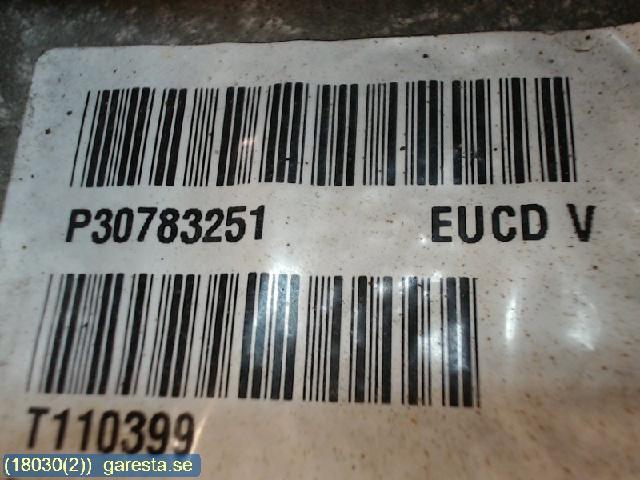 P30783251 EUCD V
T110399
(18030(2)) garesta.se